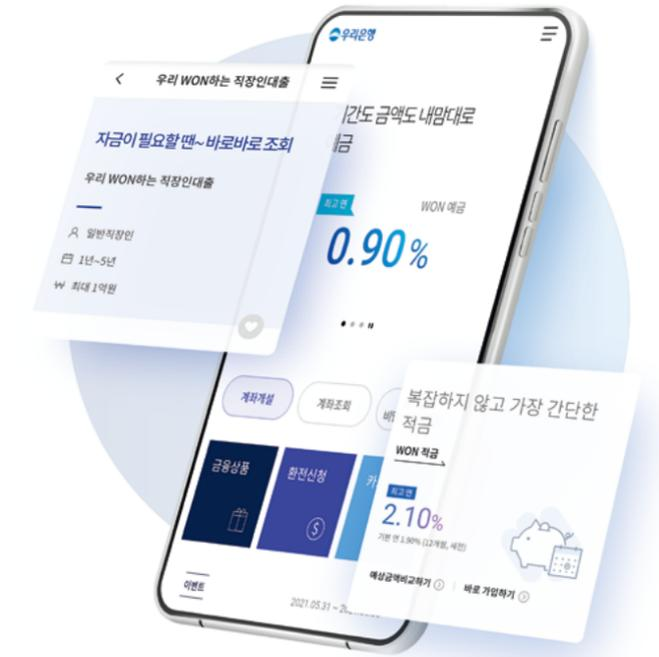 우리은행
우리 WON하는 직장인대출
자금이 필요할 땐~ 바로바로 조회
우리 WON하는 직장인대출
일반직장인
1년~5년
₩ 최대 1억원
기간도 금액도 내맘대로
예금
최고 연
WON 예금
0.90%
계좌개설
계좌조회
금융상품
환전신청
카
이벤트
2021.05.31 ~
복잡하지 않고 가장 간단한
적금
WON 적금
최고 연
2.10%
기본 연 1.90% (12개월, 세전)
예상금액비교하기
바로 가입하기